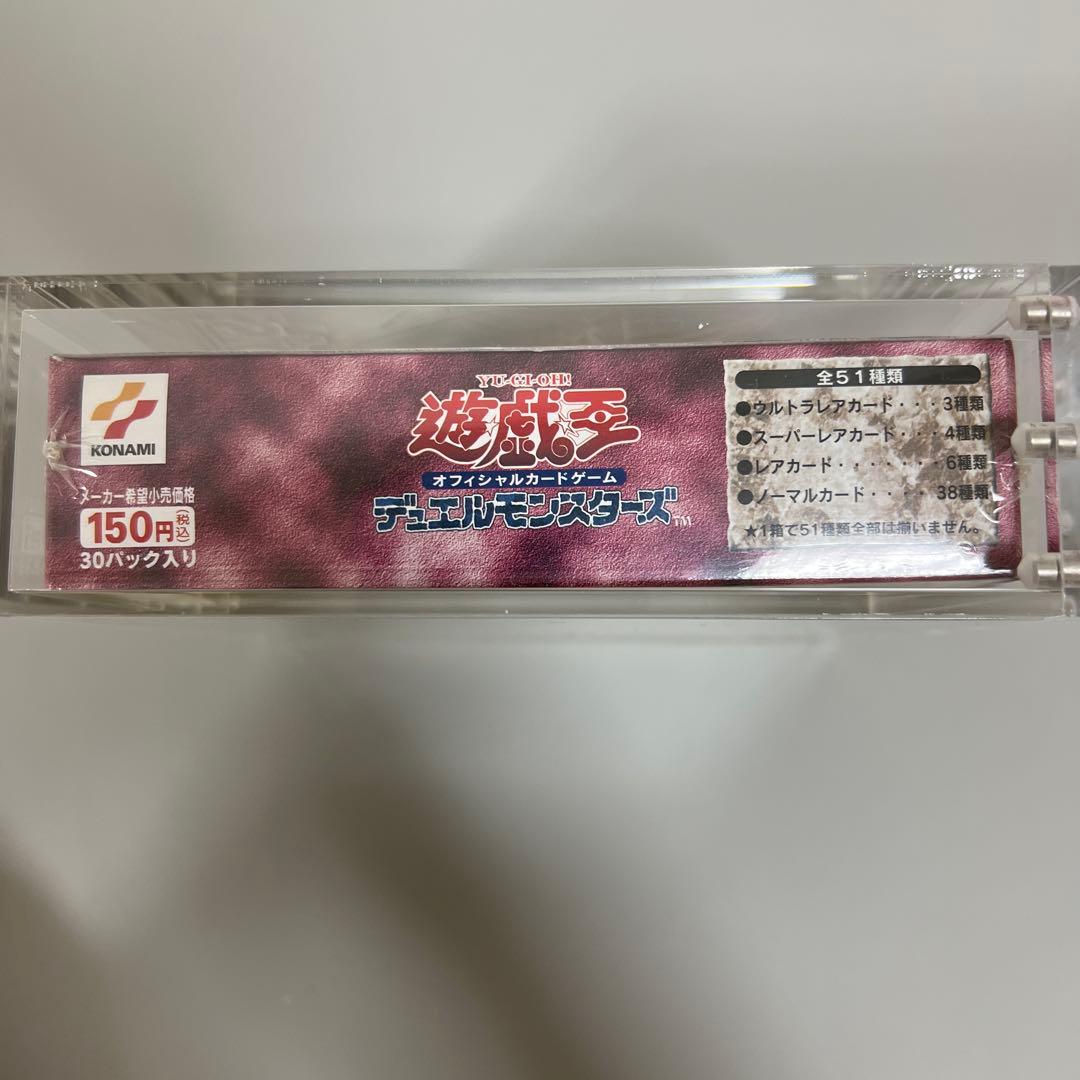 KONAMI
メーカー希望小売価格
150円(税込)
30パック入り
YU-GI-OH!
遊戯王
オフィシャルカードゲーム
デュエルモンスターズ™
全51種類
●ウルトラレアカード・・・3種類
●スーパーレアカード・・・4種類
●レアカード・・・・・・・6種類
●ノーマルカード・・・・38種類
★1箱で51種類全部は揃いません。